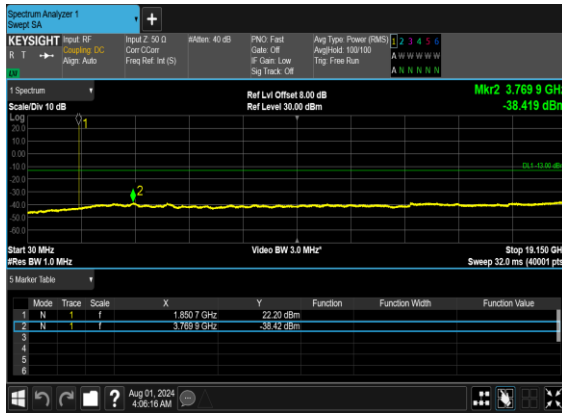 Spectrum Analyzer 1
Swept SA
+
KEYSIGHT Input: RF Input Z: 50 Ω #Atten: 40 dB PNO: Fast Avg Type: Power (RMS) 1 2 3 4 5 6
R T Coupling: DC Corr CCorr Gate: Off Avg|Hold: 100/100 A W W W W W
Align: Auto Freq Ref: Int (S) IF Gain: Low Trig: Free Run
Sig Track: Off A N N N N N
LXI
1 Spectrum Ref Lvl Offset 8.00 dB Mkr2 3.769 9 GHz
Scale/Div 10 dB Ref Level 30.00 dBm -38.419 dBm
Log
1
20.0
10.0
0.00
-10.0
DL1 -13.00 dBm
-20.0
-30.0
2
-40.0
-50.0
-60.0
Start 30 MHz Video BW 3.0 MHz* Stop 19.150 GHz
#Res BW 1.0 MHz Sweep 32.0 ms (40001 pts)
5 Marker Table
Mode Trace Scale X Y Function Function Width Function Value
1 N 1 f 1.850 7 GHz 22.20 dBm
2 N 1 f 3.769 9 GHz -38.42 dBm
3
4
5
6
? Aug 01, 2024
4:06:16 AM